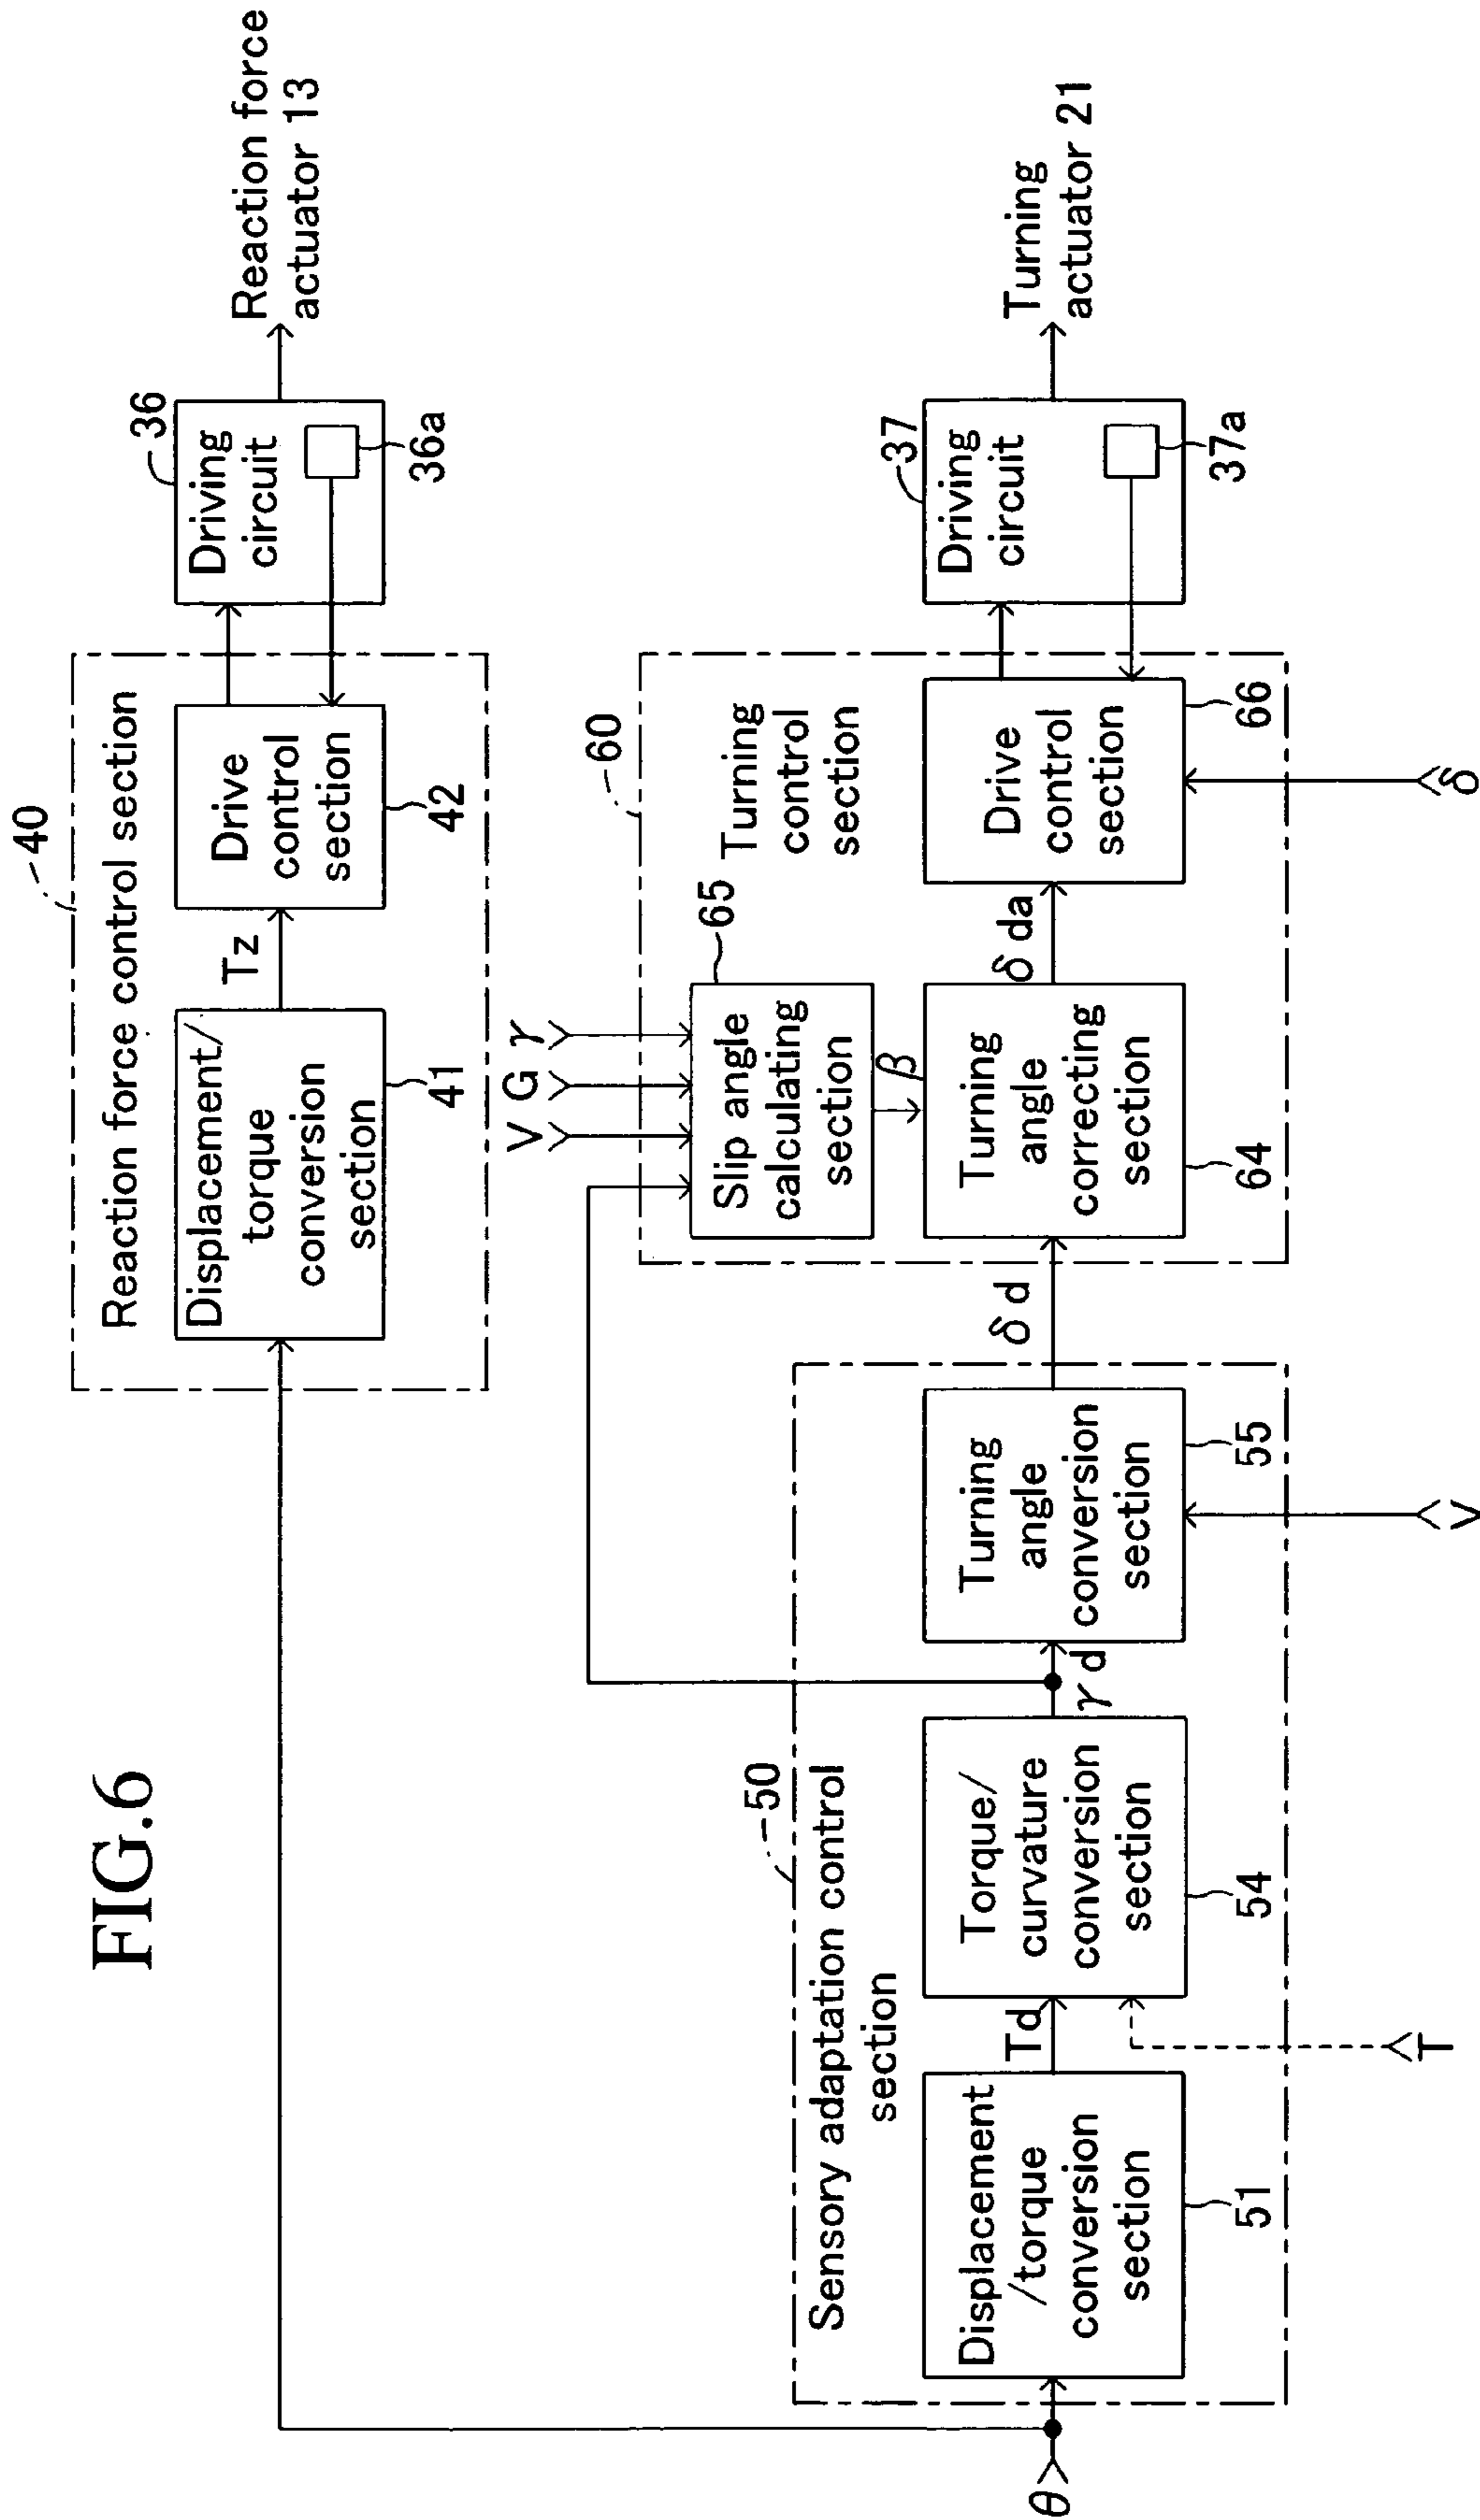 FIG.6
40
Reaction force control section
Displacement/
torque
conversion
section
41
Tz
Drive
control
section
42
36
Driving
circuit
36a
Reaction force
actuator 13
V G γ
60
65
Slip angle
calculating
section
β
Turning
control
section
50
Sensory adaptation control
section
θ
Displacement
/torque
conversion
section
51
Td
T
Torque/
curvature
conversion
section
54
γ d
Turning
angle
conversion
section
55
V
δ d
Turning
angle
correcting
section
64
δ da
Drive
control
section
66
δ
37
Driving
circuit
37a
Turning
actuator 21